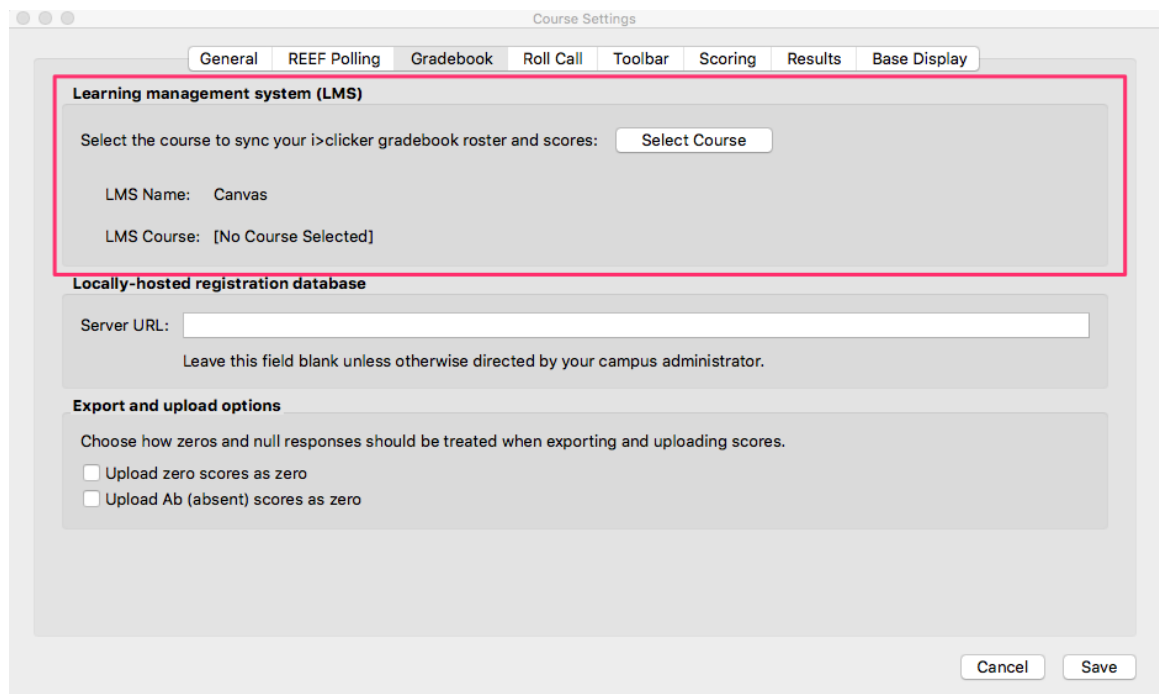 Course Settings
General REEF Polling Gradebook Roll Call Toolbar Scoring Results Base Display
Learning management system (LMS)
Select the course to sync your i>clicker gradebook roster and scores: Select Course
LMS Name: Canvas
LMS Course: [No Course Selected]
Locally-hosted registration database
Server URL:
Leave this field blank unless otherwise directed by your campus administrator.
Export and upload options
Choose how zeros and null responses should be treated when exporting and uploading scores.
Upload zero scores as zero
Upload Ab (absent) scores as zero
Cancel Save